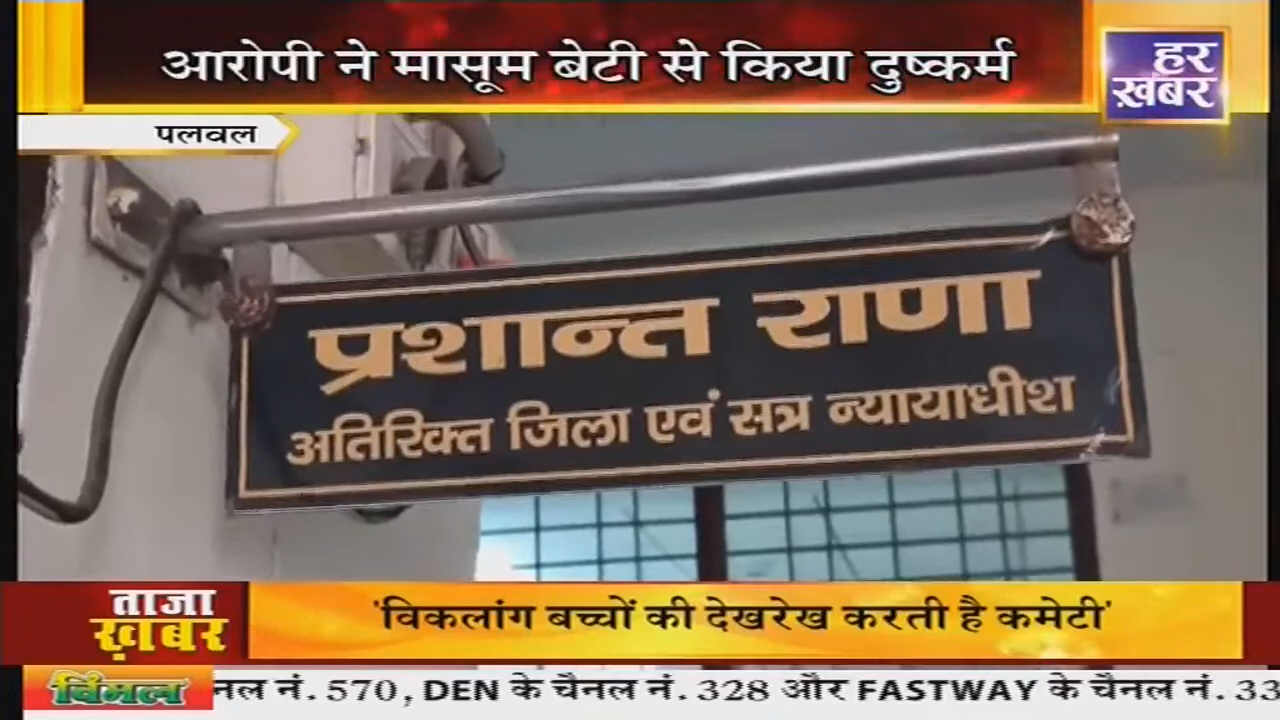 आरोपी ने मासूम बेटी से किया दुष्कर्म
हर
ख़बर
पलवल
प्रशान्त राणा
अतिरिक्त जिला एवं सत्र न्यायाधीश
ताजा
ख़बर
'विकलांग बच्चों की देखरेख करती है कमेटी'
विमल
नल नं. 570, DEN के चैनल नं. 328 और FASTWAY के चैनल नं. 33